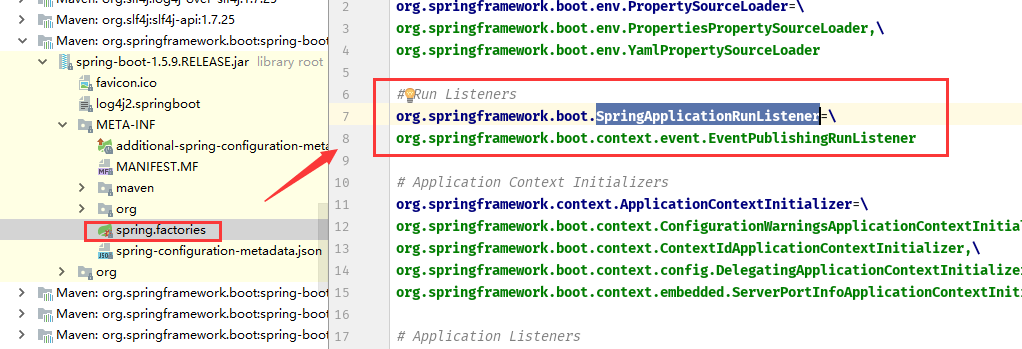 Maven: org.slf4j:log4j-over-slf4j:1.7.25
Maven: org.slf4j:slf4j-api:1.7.25
Maven: org.springframework.boot:spring-boot
spring-boot-1.5.9.RELEASE.jar library root
favicon.ico
log4j2.springboot
META-INF
additional-spring-configuration-meta
MANIFEST.MF
maven
org
spring.factories
spring-configuration-metadata.json
org
Maven: org.springframework.boot:spring-boo
Maven: org.springframework.boot:spring-boo
Maven: org.springframework.boot:spring-boo
2 org.springframework.boot.env.PropertySourceLoader=\
3 org.springframework.boot.env.PropertiesPropertySourceLoader,\
4 org.springframework.boot.env.YamlPropertySourceLoader
5
6 # Run Listeners
7 org.springframework.boot.SpringApplicationRunListener=\
8 org.springframework.boot.context.event.EventPublishingRunListener
9
10 # Application Context Initializers
11 org.springframework.context.ApplicationContextInitializer=\
12 org.springframework.boot.context.ConfigurationWarningsApplicationContextInitia
13 org.springframework.boot.context.ContextIdApplicationContextInitializer,\
14 org.springframework.boot.context.config.DelegatingApplicationContextInitialize
15 org.springframework.boot.context.embedded.ServerPortInfoApplicationContextIniti
16
17 # Application Listeners